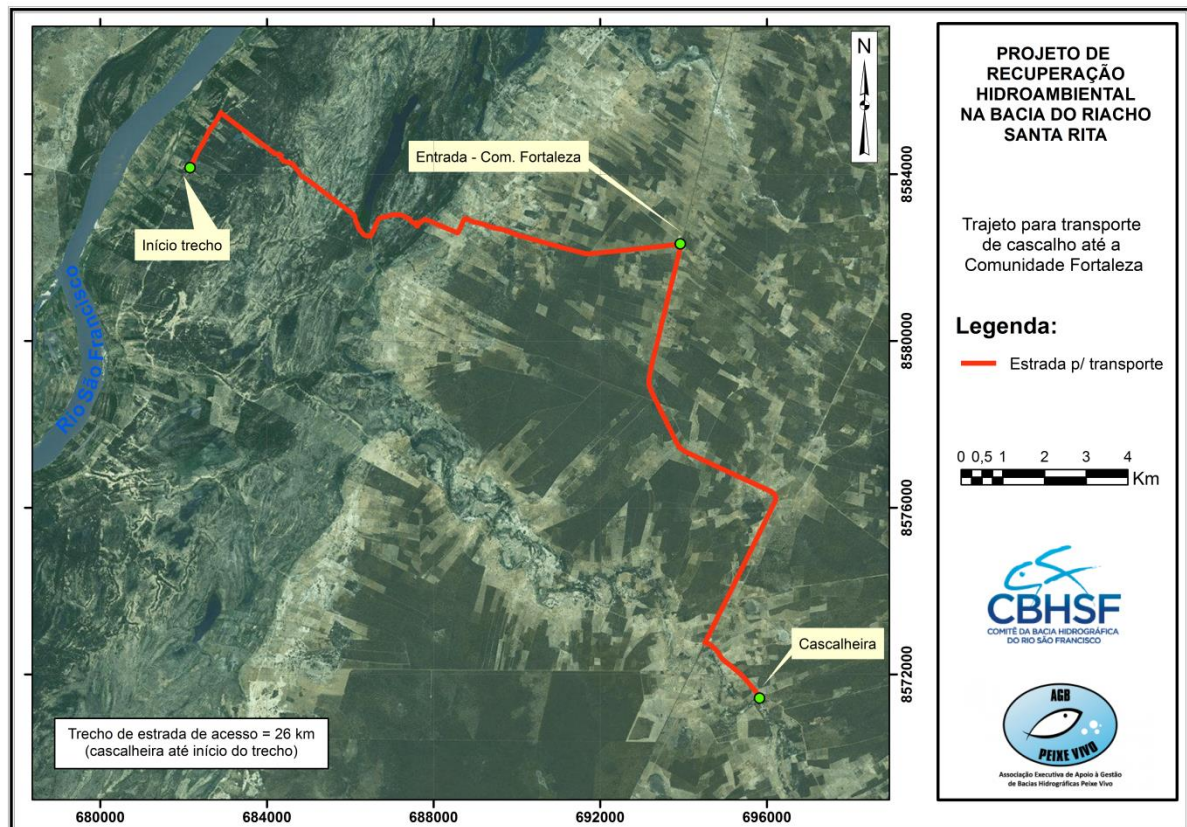 PROJETO DE
RECUPERAÇÃO
HIDROAMBIENTAL
NA BACIA DO RIACHO
SANTA RITA
Trajeto para transporte
de cascalho até a
Comunidade Fortaleza
Legenda:
Estrada p/ transporte
0 0,5 1 2 3 4
Km
CBHSF
COMITÊ DA BACIA HIDROGRÁFICA
DO RIO SÃO FRANCISCO
AGB
PEIXE VIVO
Associação Executiva de Apoio à Gestão
de Bacias Hidrográficas Peixe Vivo
N
Entrada - Com. Fortaleza
Início trecho
Rio São Francisco
Cascalheira
Trecho de estrada de acesso = 26 km
(cascalheira até início do trecho)
8584000
8580000
8576000
8572000
680000 684000 688000 692000 696000